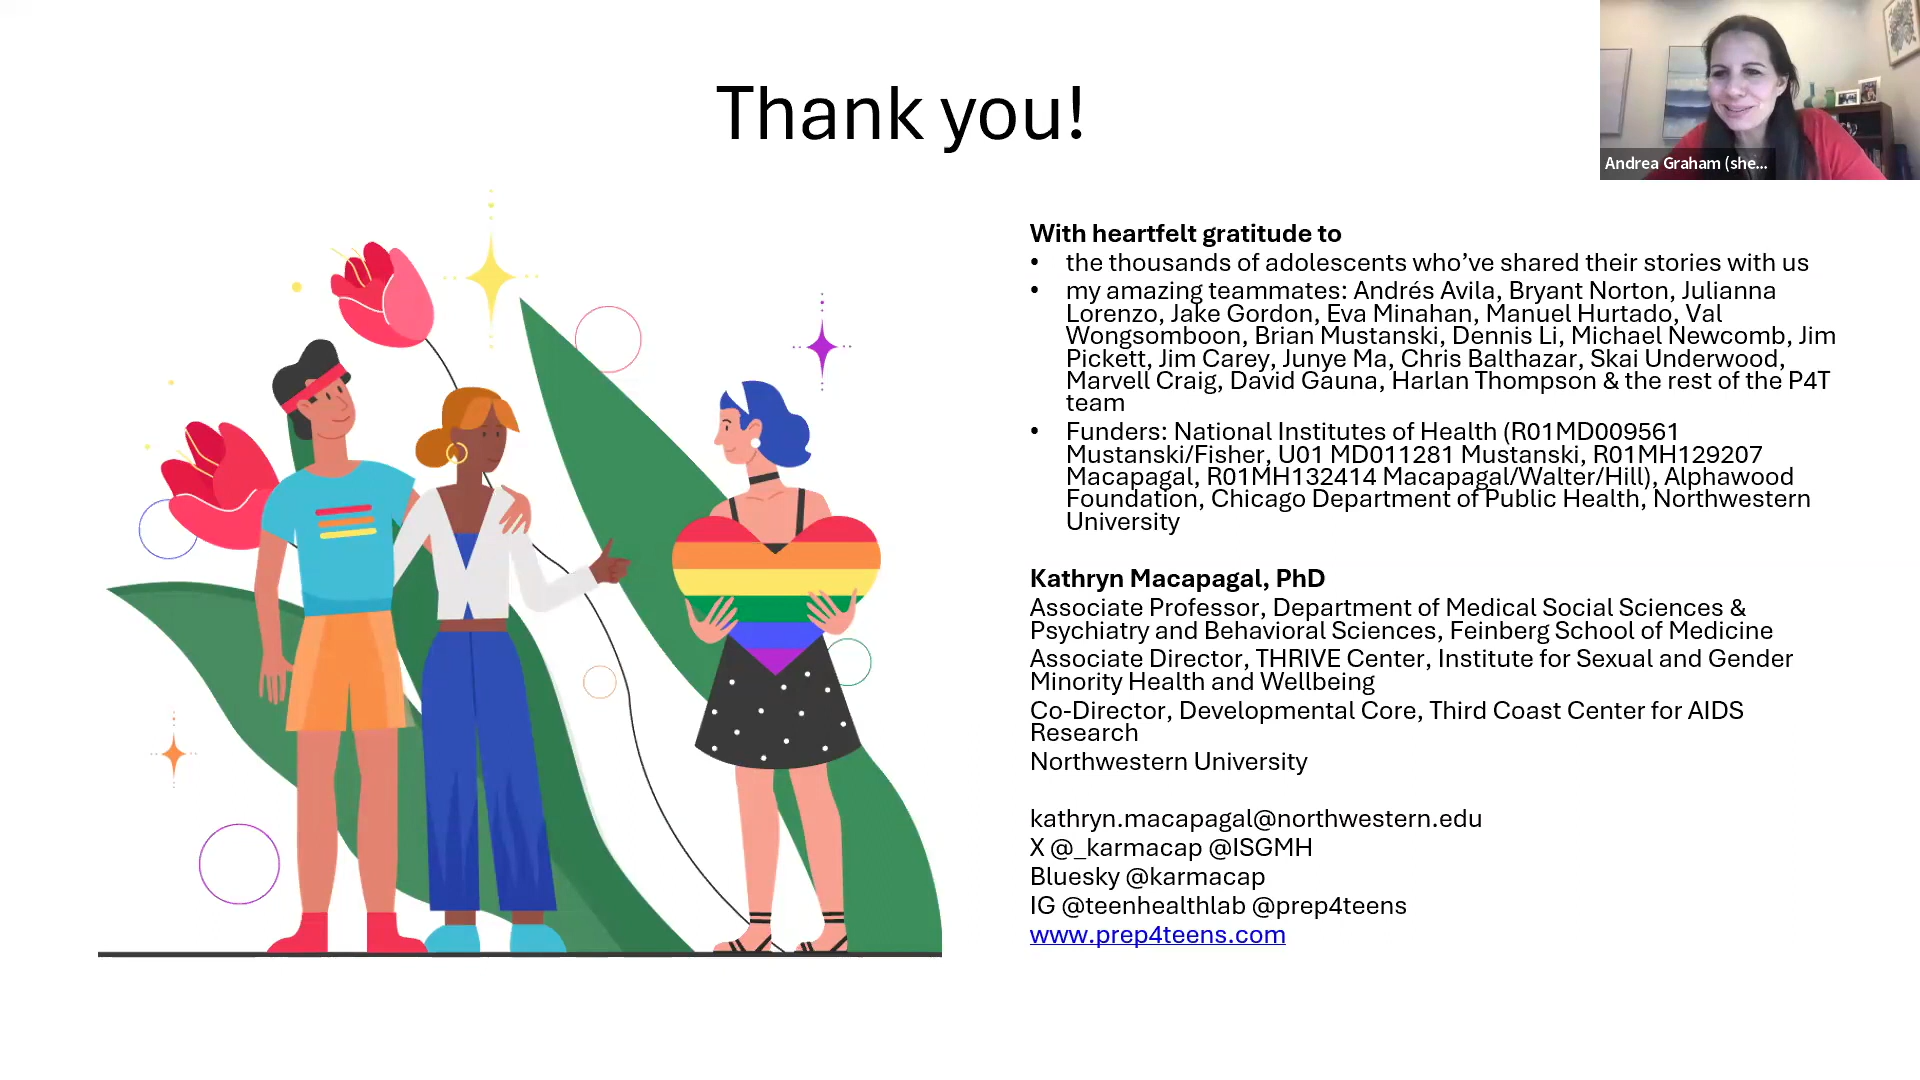 Thank you!
Andrea Graham (she...
With heartfelt gratitude to
• the thousands of adolescents who’ve shared their stories with us
• my amazing teammates: Andrés Avila, Bryant Norton, Julianna
Lorenzo, Jake Gordon, Eva Minahan, Manuel Hurtado, Val
Wongsomboon, Brian Mustanski, Dennis Li, Michael Newcomb, Jim
Pickett, Jim Carey, Junye Ma, Chris Balthazar, Skai Underwood,
Marvell Craig, David Gauna, Harlan Thompson & the rest of the P4T
team
• Funders: National Institutes of Health (R01MD009561
Mustanski/Fisher, U01 MD011281 Mustanski, R01MH129207
Macapagal, R01MH132414 Macapagal/Walter/Hill), Alphawood
Foundation, Chicago Department of Public Health, Northwestern
University
Kathryn Macapagal, PhD
Associate Professor, Department of Medical Social Sciences &
Psychiatry and Behavioral Sciences, Feinberg School of Medicine
Associate Director, THRIVE Center, Institute for Sexual and Gender
Minority Health and Wellbeing
Co-Director, Developmental Core, Third Coast Center for AIDS
Research
Northwestern University
kathryn.macapagal@northwestern.edu
X @_karmacap @ISGMH
Bluesky @karmacap
IG @teenhealthlab @prep4teens
www.prep4teens.com